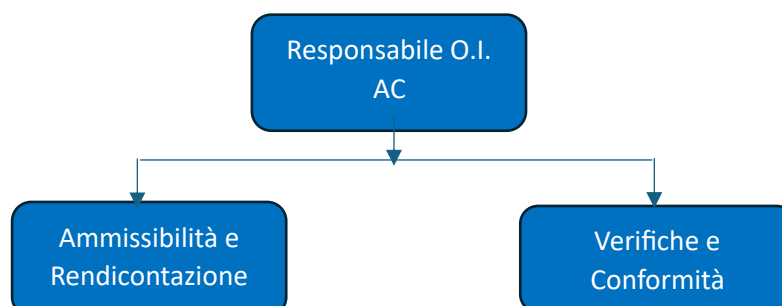 Responsabile O.I.
AC
Ammissibilità e
Rendicontazione
Verifiche e
Conformità